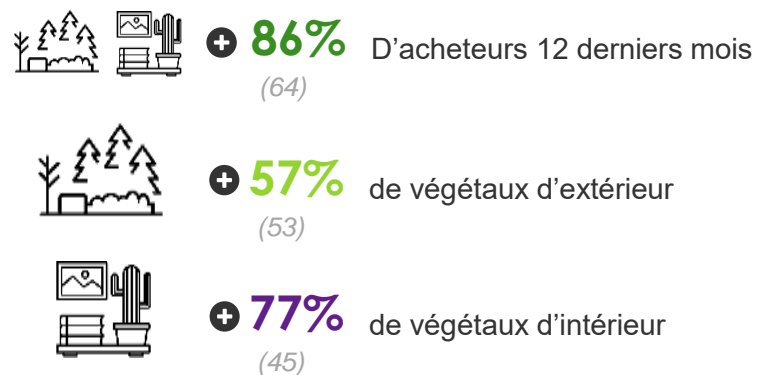 + 86% D'acheteurs 12 derniers mois
(64)
+ 57% de végétaux d'extérieur
(53)
+ 77% de végétaux d'intérieur
(45)